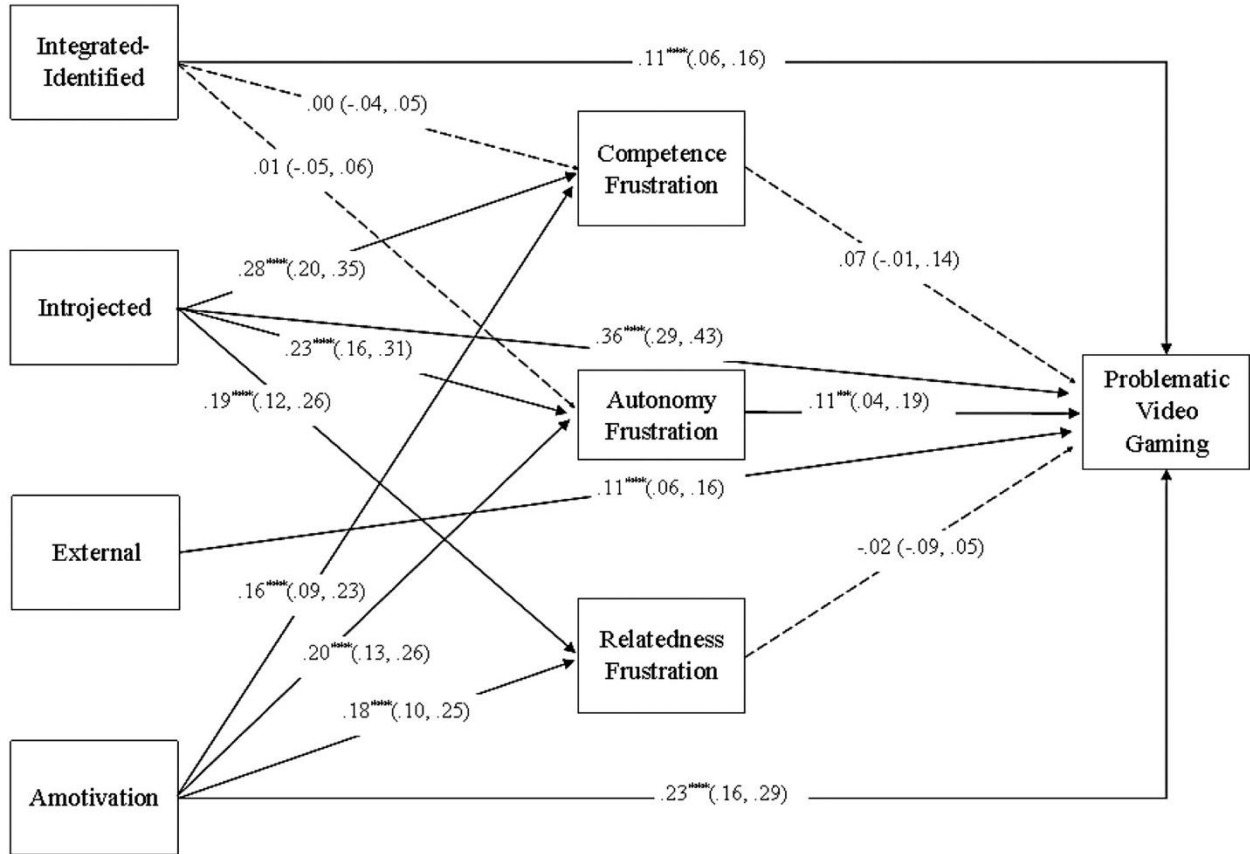 Integrated-
Identified
.11***(.06, .16)
.00 (-.04, .05)
Competence
Frustration
.01 (-.05, .06)
.07 (-.01, .14)
Introjected
.28***(.20, .35)
.36***(.29, .43)
.23***(.16, .31)
Problematic
Video
Gaming
.19***(.12, .26)
Autonomy
Frustration
.11**(.04, .19)
.11***(.06, .16)
External
-.02 (-.09, .05)
.16***(.09, .23)
Relatedness
Frustration
.20***(.13, .26)
.18***(.10, .25)
Amotivation
.23***(.16, .29)